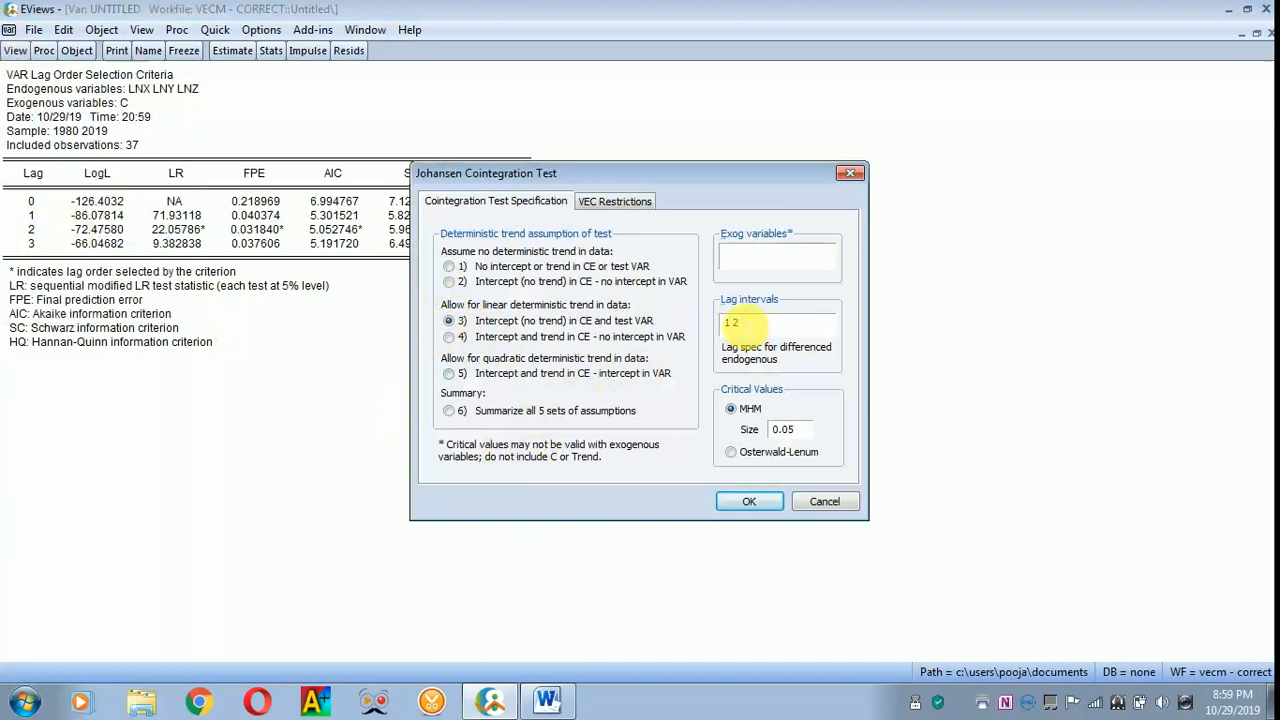 EViews - [Var: UNTITLED   Workfile: VECM - CORRECT::Untitled\]
File Edit Object View Proc Quick Options Add-ins Window Help
View Proc Object Print Name Freeze Estimate Stats Impulse Resids
VAR Lag Order Selection Criteria
Endogenous variables: LNX LNY LNZ
Exogenous variables: C
Date: 10/29/19   Time: 20:59
Sample: 1980 2019
Included observations: 37
Lag LogL LR FPE AIC
0 -126.4032 NA 0.218969 6.994767 7.12
1 -86.07814 71.93118 0.040374 5.301521 5.82
2 -72.47580 22.05786* 0.031840* 5.052746* 5.96
3 -66.04682 9.382838 0.037606 5.191720 6.49
* indicates lag order selected by the criterion
LR: sequential modified LR test statistic (each test at 5% level)
FPE: Final prediction error
AIC: Akaike information criterion
SC: Schwarz information criterion
HQ: Hannan-Quinn information criterion
Johansen Cointegration Test
Cointegration Test Specification VEC Restrictions
Deterministic trend assumption of test
Assume no deterministic trend in data:
1) No intercept or trend in CE or test VAR
2) Intercept (no trend) in CE - no intercept in VAR
Allow for linear deterministic trend in data:
3) Intercept (no trend) in CE and test VAR
4) Intercept and trend in CE - no intercept in VAR
Allow for quadratic deterministic trend in data:
5) Intercept and trend in CE - intercept in VAR
Summary:
6) Summarize all 5 sets of assumptions
* Critical values may not be valid with exogenous
variables; do not include C or Trend.
Exog variables*
Lag intervals
1 2
Lag spec for differenced
endogenous
Critical Values
MHM
Size 0.05
Osterwald-Lenum
OK Cancel
Path = c:\users\pooja\documents DB = none WF = vecm - correct
8:59 PM
10/29/2019